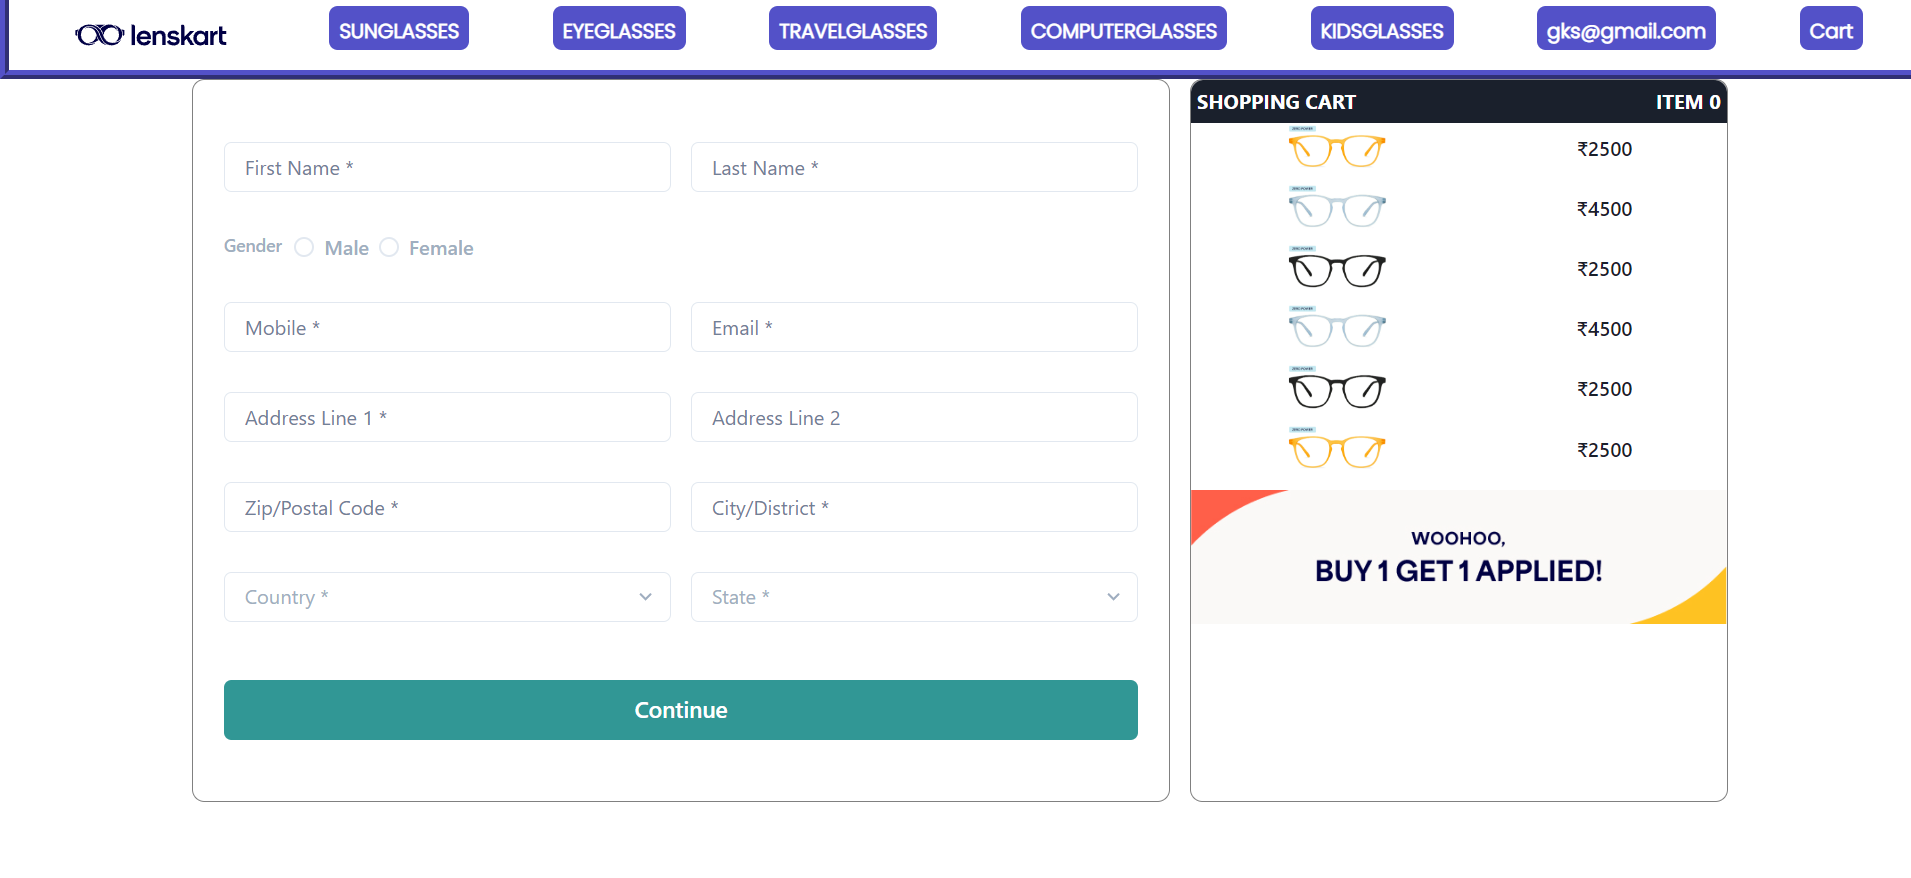 lenskart
SUNGLASSES
EYEGLASSES
TRAVELGLASSES
COMPUTERGLASSES
KIDSGLASSES
gks@gmail.com
Cart
First Name *
Last Name *
Gender
Male
Female
Mobile *
Email *
Address Line 1 *
Address Line 2
Zip/Postal Code *
City/District *
Country *
State *
Continue
SHOPPING CART
ITEM 0
₹2500
₹4500
₹2500
₹4500
₹2500
₹2500
WOOHOO,
BUY 1 GET 1 APPLIED!